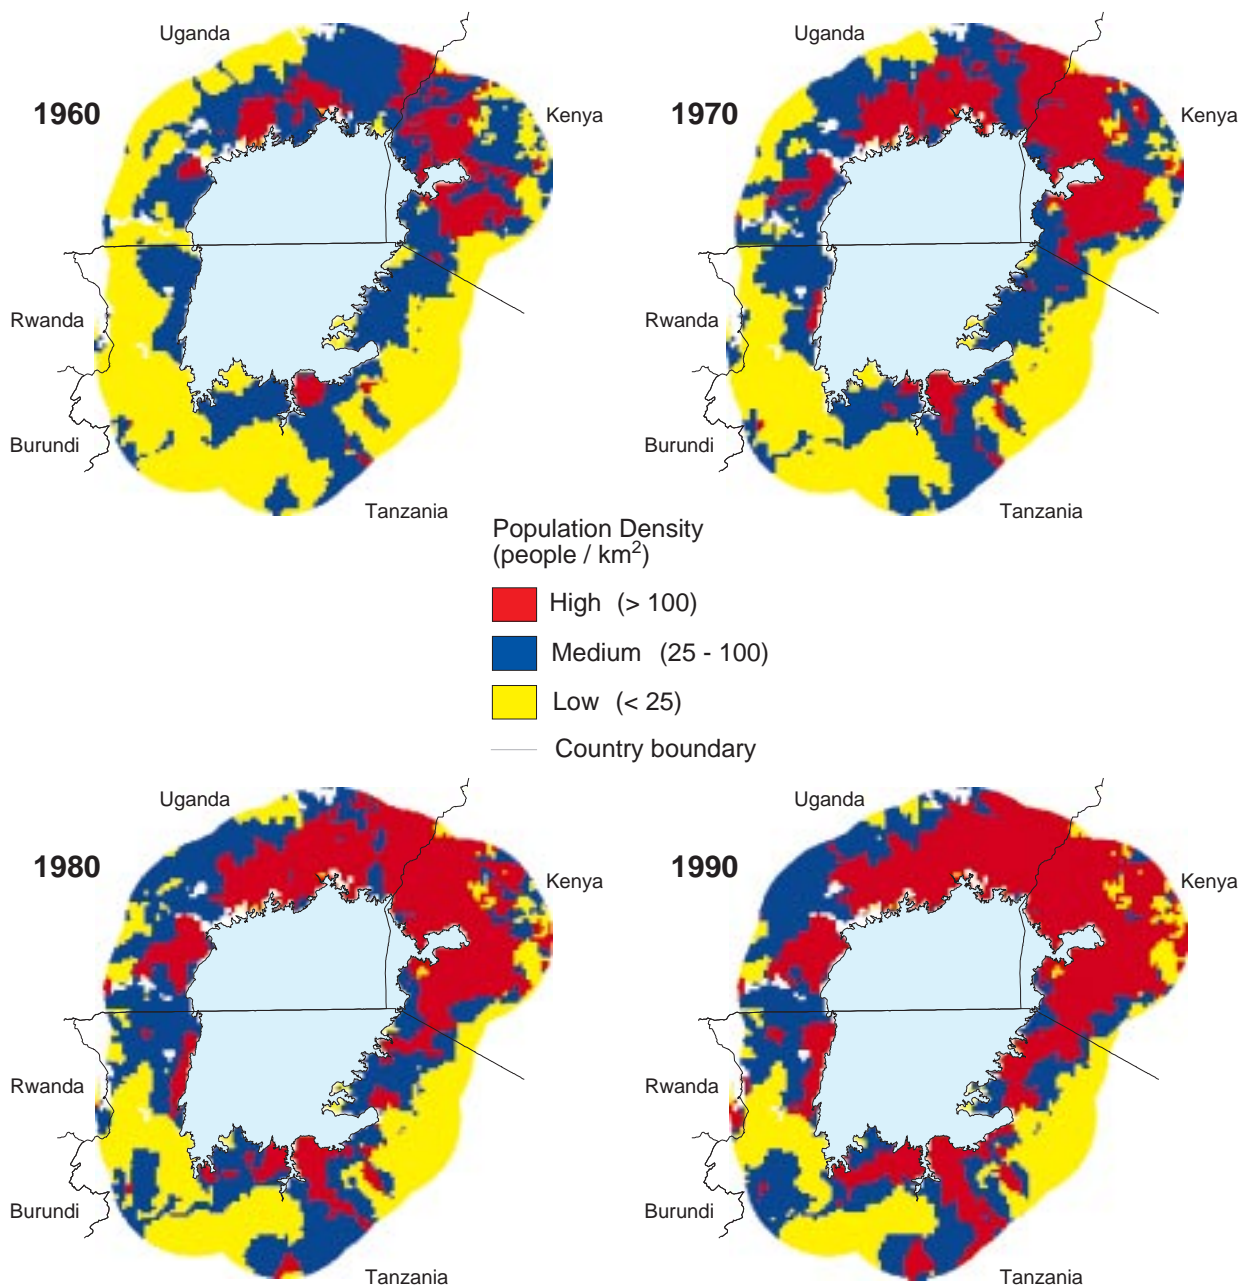 Uganda
1960
Kenya
Rwanda
Burundi
Tanzania
Uganda
1970
Kenya
Rwanda
Burundi
Tanzania
Population Density
(people / km²)
High (> 100)
Medium (25 - 100)
Low (< 25)
Country boundary
Uganda
1980
Kenya
Rwanda
Burundi
Tanzania
Uganda
1990
Kenya
Rwanda
Burundi
Tanzania